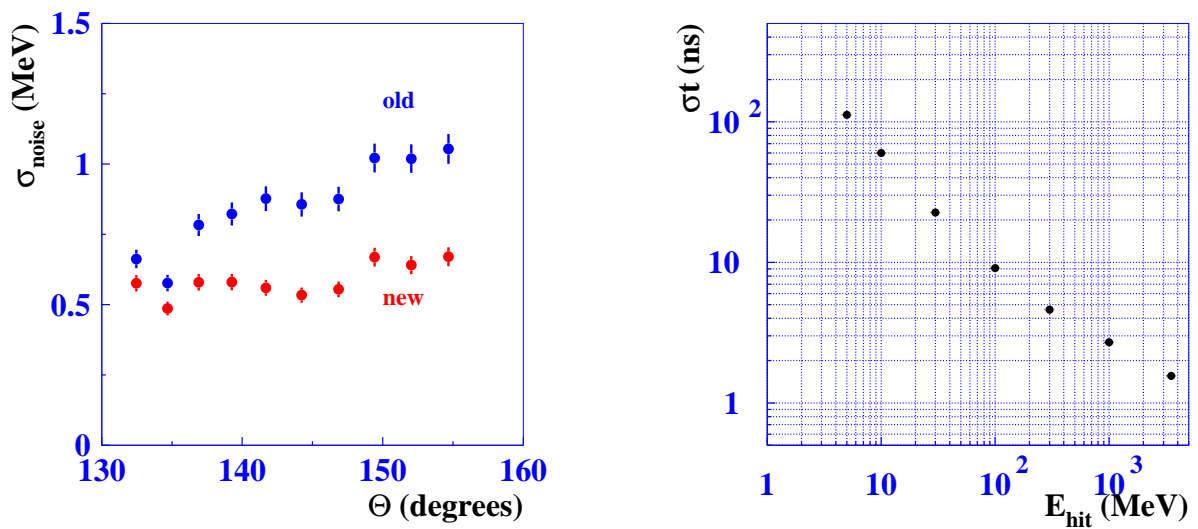 σnoise (MeV)
1.5
1
0.5
0
130
140
150
160
Θ (degrees)
old
new
σt (ns)
10^2
10
1
1
10
10^2
10^3
E_hit (MeV)